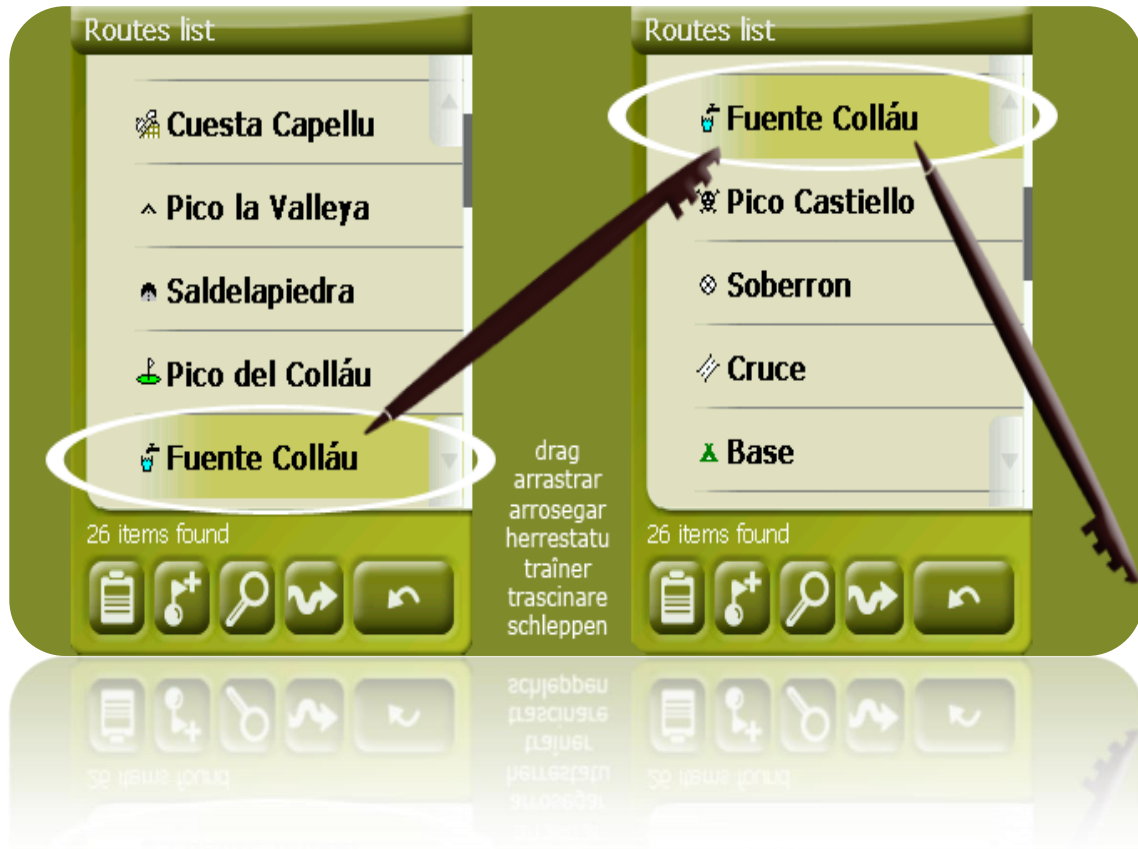 Routes list
Cuesta Capellu
Pico la Valleya
Saldelapiedra
Pico del Colláu
Fuente Colláu
26 items found
drag
arrastrar
arrosegar
herrestatu
traîner
trascinare
schleppen
Routes list
Fuente Colláu
Pico Castiello
Soberron
Cruce
Base
26 items found